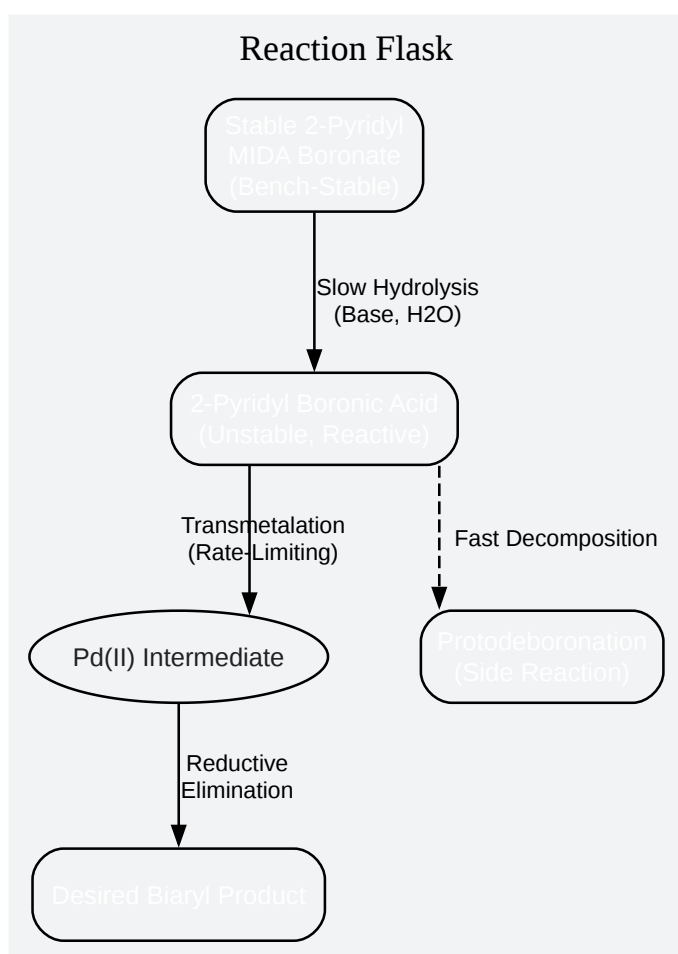 Reaction Flask
Stable 2-Pyridyl
MIDA Boronate
(Bench-Stable)
Slow Hydrolysis
(Base, H2O)
2-Pyridyl Boronic Acid
(Unstable, Reactive)
Transmetalation
(Rate-Limiting)
Fast Decomposition
Pd(II) Intermediate
Protodeboronation
(Side Reaction)
Reductive
Elimination
Desired Biaryl Product